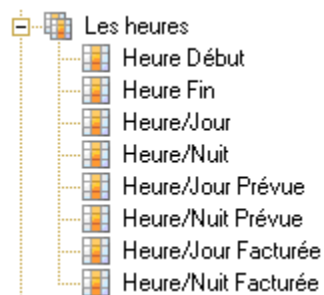 Les heures
Heure Début
Heure Fin
Heure/Jour
Heure/Nuit
Heure/Jour Prévue
Heure/Nuit Prévue
Heure/Jour Facturée
Heure/Nuit Facturée